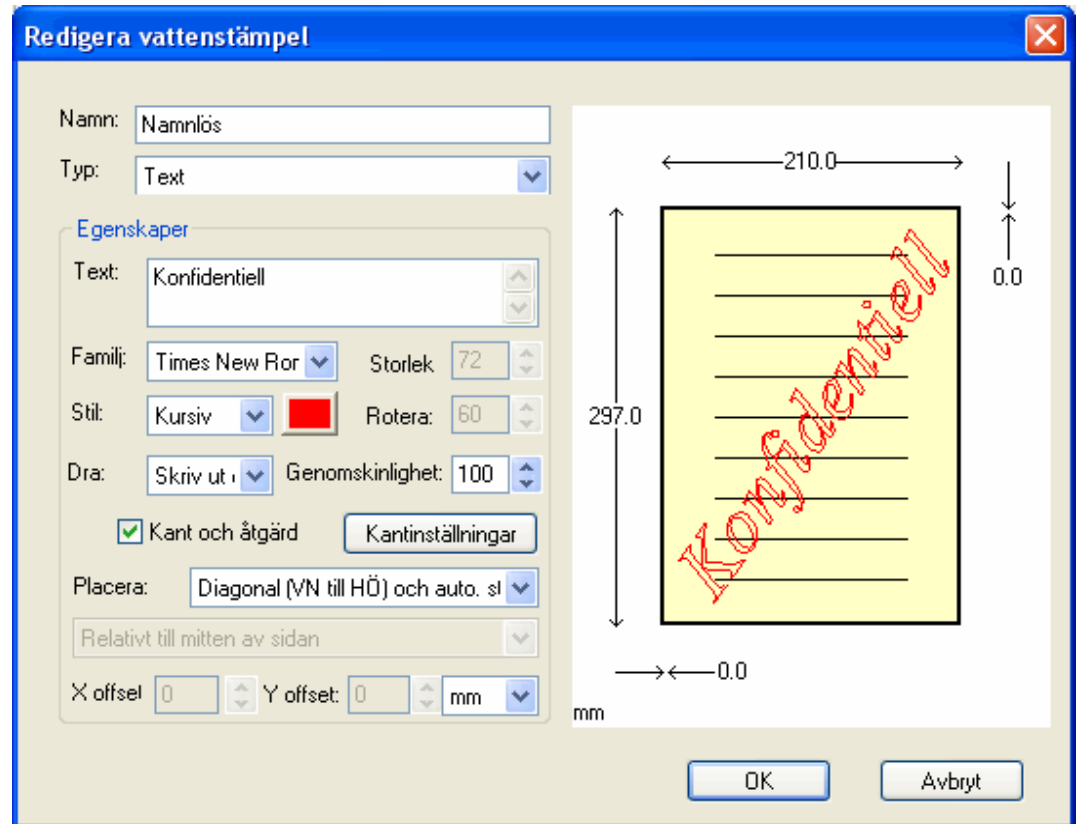 Redigera vattenstämpel
Namn: Namnlös
Typ: Text
Egenskaper
Text: Konfidentiell
Familj: Times New Ror Storlek 72
Stil: Kursiv Rotera: 60
Dra: Skriv ut Genomskinlighet: 100
Kant och åtgärd Kantinställningar
Placera: Diagonal (VN till HÖ) och auto. sl
Relativt till mitten av sidan
X offset 0 Y offset: 0 mm
210.0
0.0
297.0
Konfidentiell
0.0
mm
OK Avbryt